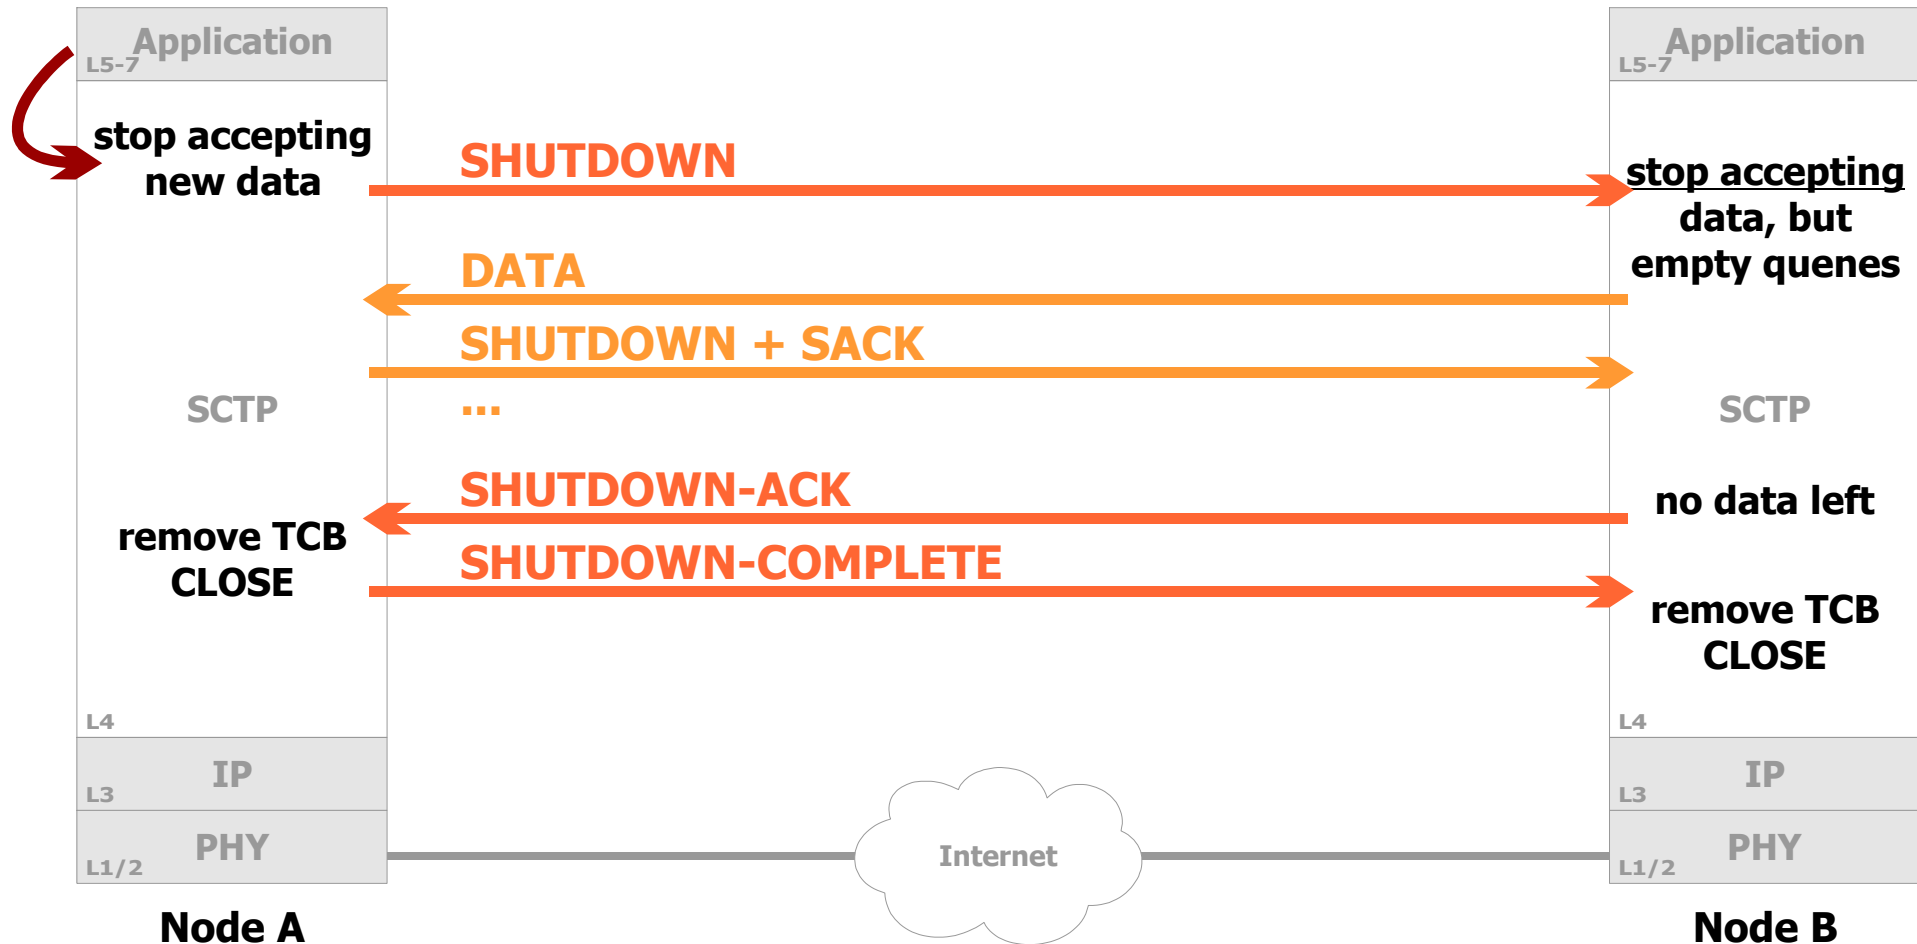 Application
L5-7
stop accepting
new data
SHUTDOWN
DATA
SHUTDOWN + SACK
...
SCTP
SHUTDOWN-ACK
remove TCB
CLOSE
SHUTDOWN-COMPLETE
L4
IP
L3
PHY
L1/2
Node A
Internet
Application
L5-7
stop accepting
data, but
empty quenes
SCTP
no data left
remove TCB
CLOSE
L4
IP
L3
PHY
L1/2
Node B